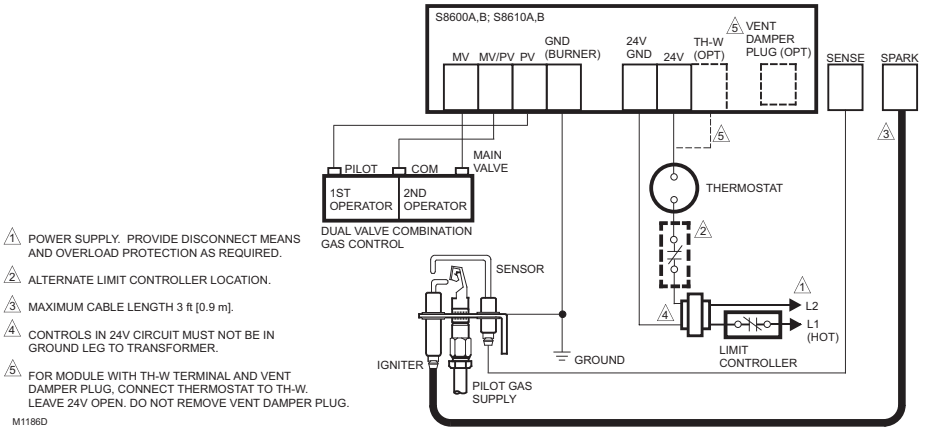 S8600A,B; S8610A,B
MV
MV/PV
PV
GND
(BURNER)
24V
GND
24V
TH-W
(OPT)
5
VENT
DAMPER
PLUG (OPT)
SENSE
SPARK
5
3
PILOT
COM
MAIN
VALVE
1ST
OPERATOR
2ND
OPERATOR
DUAL VALVE COMBINATION
GAS CONTROL
THERMOSTAT
2
SENSOR
1
L2
4
L1
(HOT)
LIMIT
CONTROLLER
GROUND
IGNITER
PILOT GAS
SUPPLY
1 POWER SUPPLY. PROVIDE DISCONNECT MEANS
AND OVERLOAD PROTECTION AS REQUIRED.
2 ALTERNATE LIMIT CONTROLLER LOCATION.
3 MAXIMUM CABLE LENGTH 3 ft [0.9 m].
4 CONTROLS IN 24V CIRCUIT MUST NOT BE IN
GROUND LEG TO TRANSFORMER.
5 FOR MODULE WITH TH-W TERMINAL AND VENT
DAMPER PLUG, CONNECT THERMOSTAT TO TH-W.
LEAVE 24V OPEN. DO NOT REMOVE VENT DAMPER PLUG.
M1186D